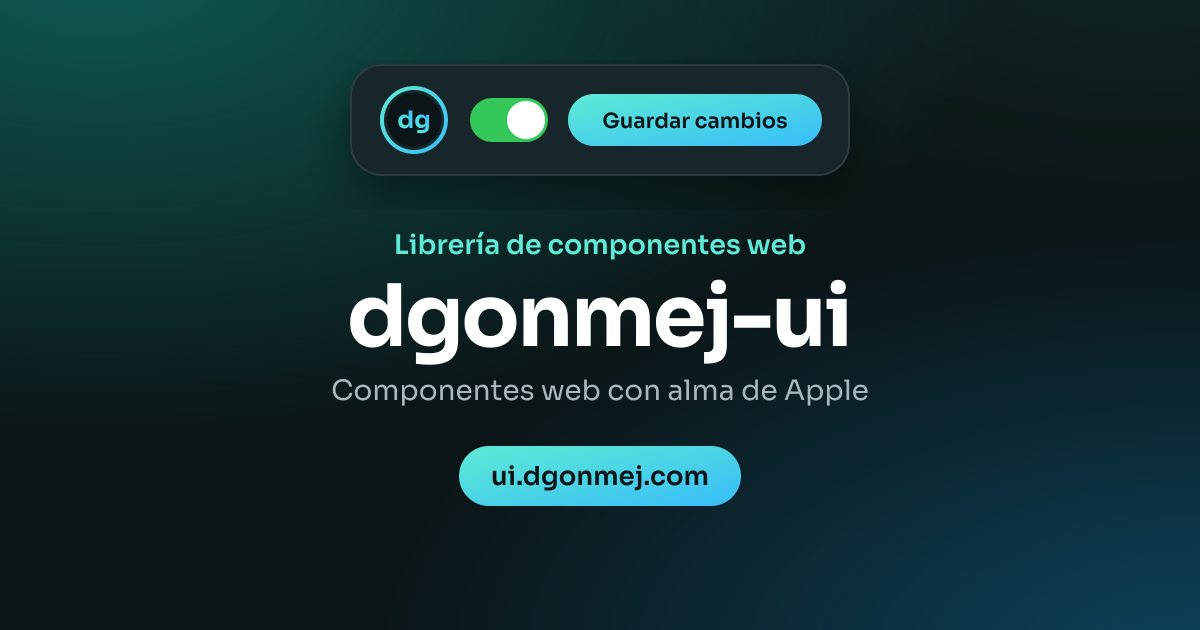 dg
Guardar cambios
Librería de componentes web
dgonmej-ui
Componentes web con alma de Apple
ui.dgonmej.com